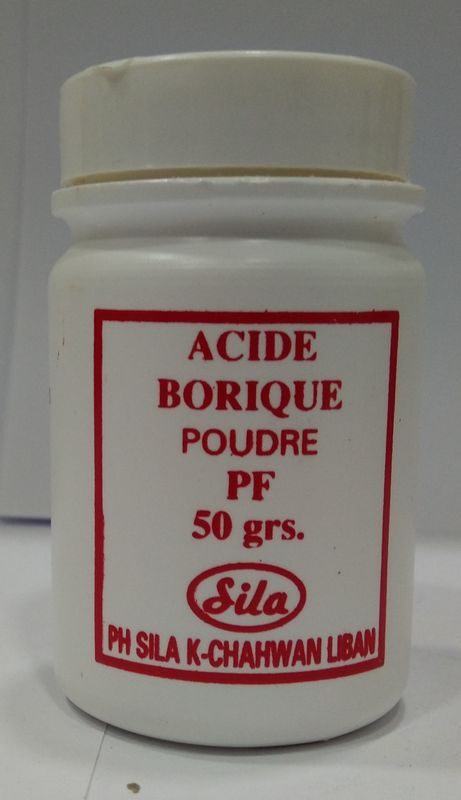 ACIDE
BORIQUE
POUDRE
PF
50 grs.
Sila
PH SILA K-CHAHWAN LIBAN